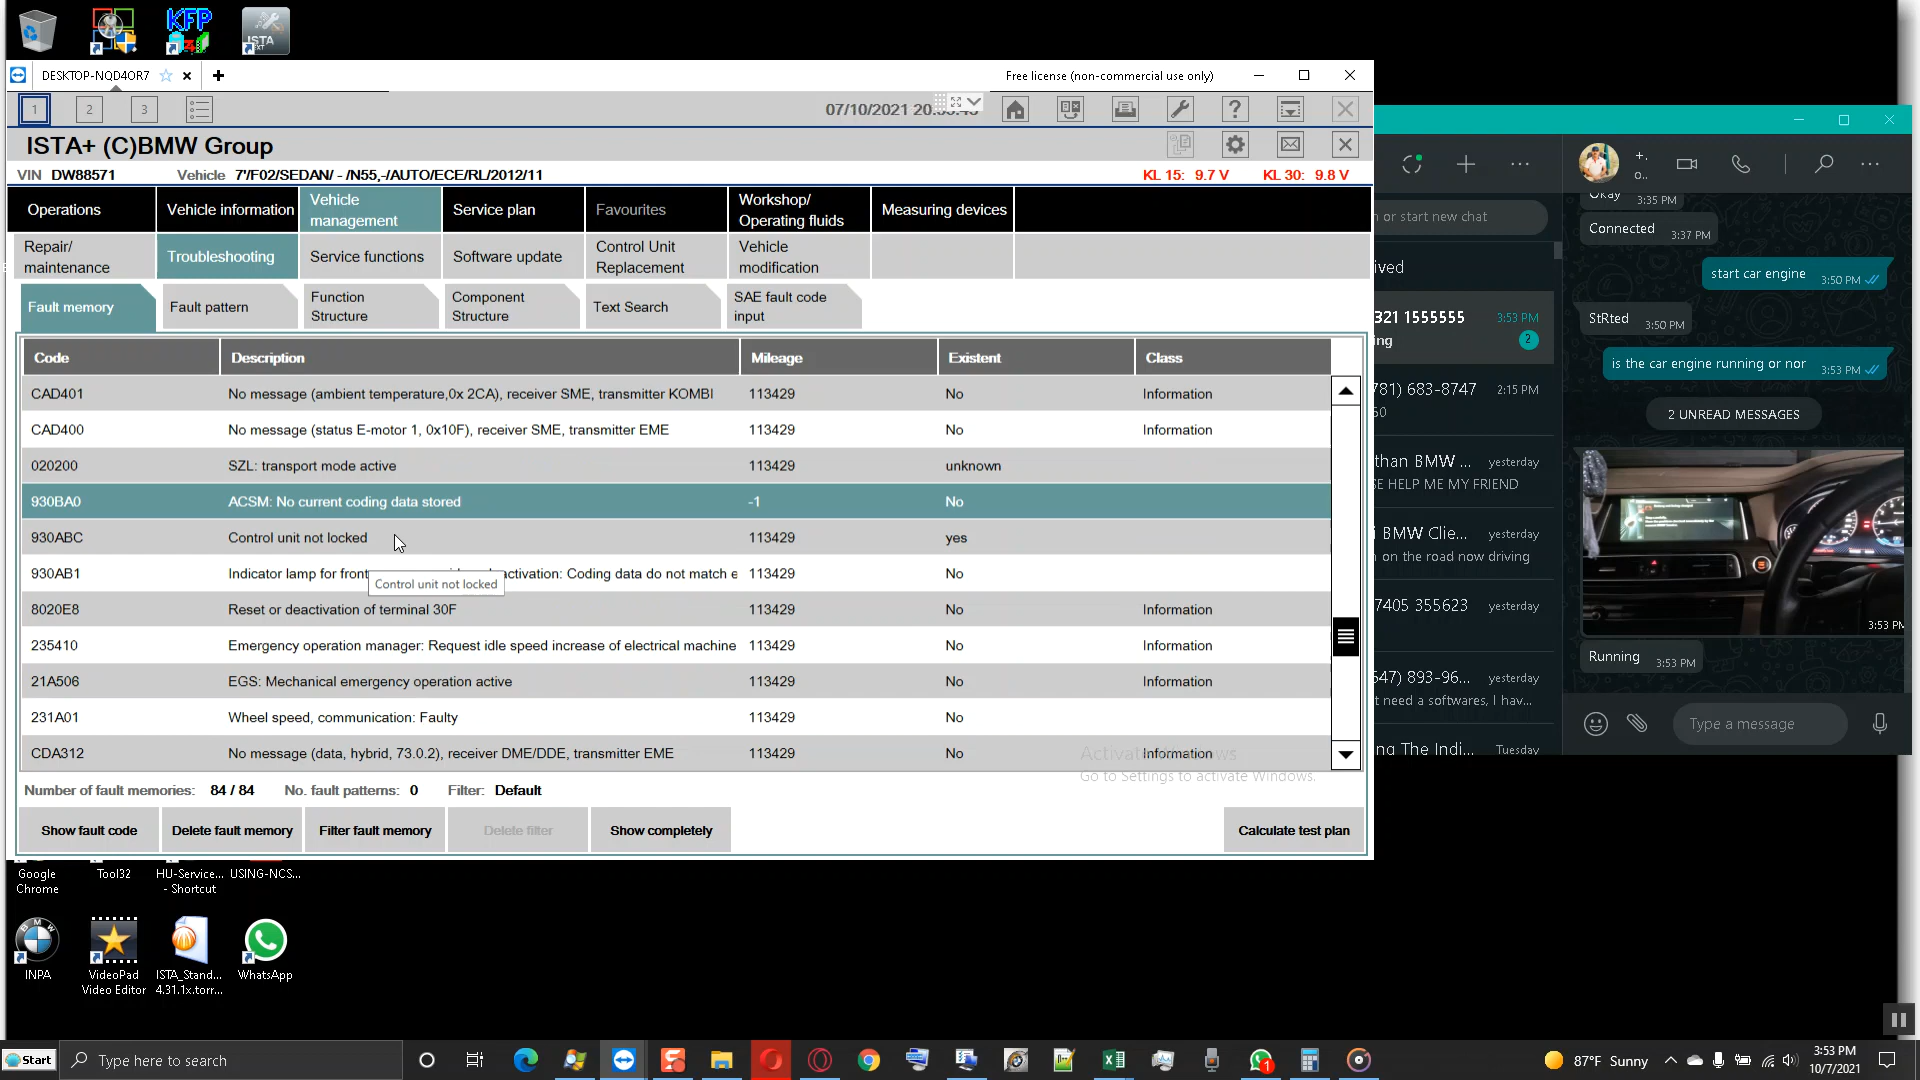 KFP
ISTA
DESKTOP-NQD4OR7
Free license (non-commercial use only)
1 2 3
07/10/2021
ISTA+ (C)BMW Group
VIN DW88571 Vehicle 7'/F02/SEDAN/ - /N55,-/AUTO/ECE/RL/2012/11 KL 15: 9.7 V KL 30: 9.8 V
Operations
Vehicle information
Vehicle management
Service plan
Favourites
Workshop/ Operating fluids
Measuring devices
Repair/ maintenance
Troubleshooting
Service functions
Software update
Control Unit Replacement
Vehicle modification
Fault memory
Fault pattern
Function Structure
Component Structure
Text Search
SAE fault code input
Code Description Mileage Existent Class
CAD401 No message (ambient temperature,0x 2CA), receiver SME, transmitter KOMBI 113429 No Information
CAD400 No message (status E-motor 1, 0x10F), receiver SME, transmitter EME 113429 No Information
020200 SZL: transport mode active 113429 unknown
930BA0 ACSM: No current coding data stored -1 No
930ABC Control unit not locked 113429 yes
930AB1 Indicator lamp for front activation: Coding data do not match e 113429 No
Control unit not locked
8020E8 Reset or deactivation of terminal 30F 113429 No Information
235410 Emergency operation manager: Request idle speed increase of electrical machine 113429 No Information
21A506 EGS: Mechanical emergency operation active 113429 No Information
231A01 Wheel speed, communication: Faulty 113429 No
CDA312 No message (data, hybrid, 73.0.2), receiver DME/DDE, transmitter EME 113429 No Information
Activate Windows
Go to Settings to activate Windows.
Number of fault memories: 84 / 84 No. fault patterns: 0 Filter: Default
Show fault code
Delete fault memory
Filter fault memory
Delete filter
Show completely
Calculate test plan
or start new chat
ived
321 1555555 3:53 PM
ing 2
781) 683-8747 2:15 PM
60
than BMW ... yesterday
SE HELP ME MY FRIEND
i BMW Clie... yesterday
on the road now driving
7405 355623 yesterday
647) 893-96... yesterday
t need a softwares, I hav...
ng The Indi... Tuesday
+.
o..
Okay 3:35 PM
Connected 3:37 PM
start car engine 3:50 PM
StRted 3:50 PM
is the car engine running or nor 3:53 PM
2 UNREAD MESSAGES
3:53 PM
Running 3:53 PM
Type a message
Google Chrome
Tool32
HU-Service... - Shortcut
USING-NCS...
INPA
VideoPad Video Editor
ISTA_Stand... 4.31.1x.torr...
WhatsApp
Start
Type here to search
1
87°F Sunny
3:53 PM
10/7/2021